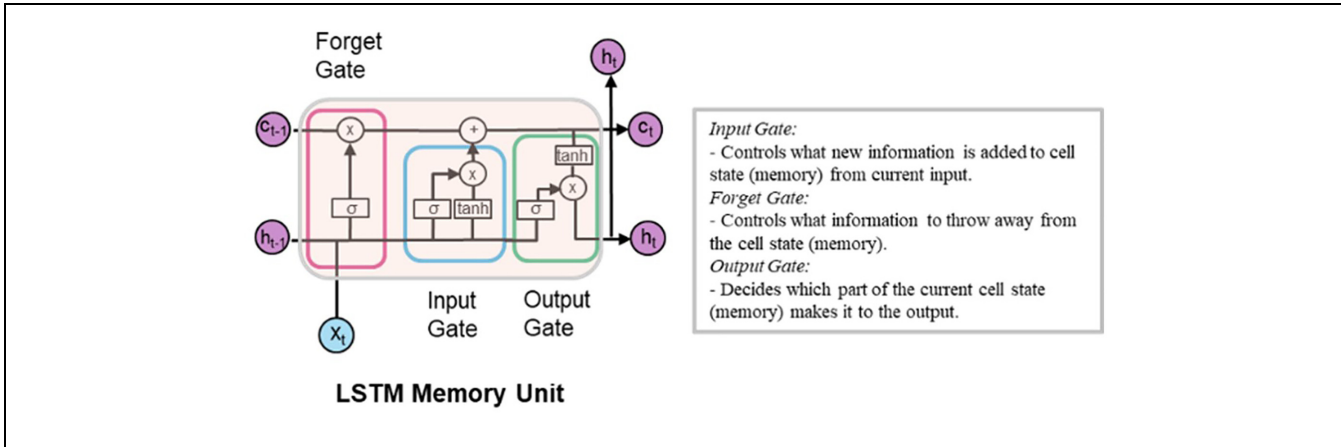 Forget
Gate
hₜ
cₜ₋₁
x
+
cₜ
tanh
x
x
σ
σ
tanh
σ
hₜ₋₁
hₜ
Input
Gate
Output
Gate
Xₜ
LSTM Memory Unit
Input Gate:
- Controls what new information is added to cell
state (memory) from current input.
Forget Gate:
- Controls what information to throw away from
the cell state (memory).
Output Gate:
- Decides which part of the current cell state
(memory) makes it to the output.